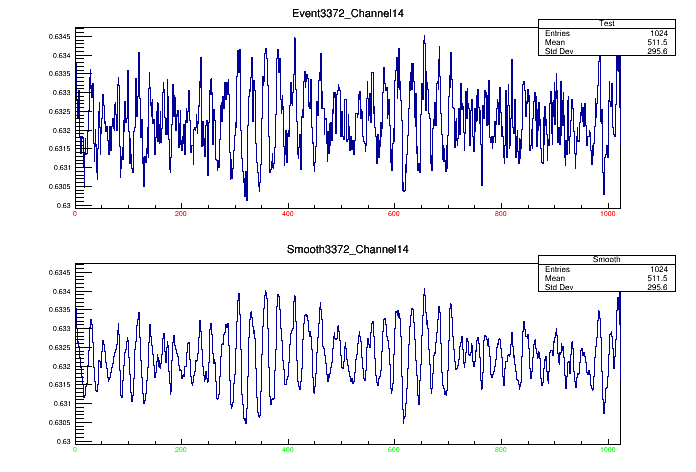 Event3372_Channel14
Test
Entries 1024
Mean 511.5
Std Dev 295.6
0.6345
0.634
0.6335
0.633
0.6325
0.632
0.6315
0.631
0.6305
0.63
0 200 400 600 800 1000
Smooth3372_Channel14
Smooth
Entries 1024
Mean 511.5
Std Dev 295.6
0.6345
0.634
0.6335
0.633
0.6325
0.632
0.6315
0.631
0.6305
0.63
0 200 400 600 800 1000